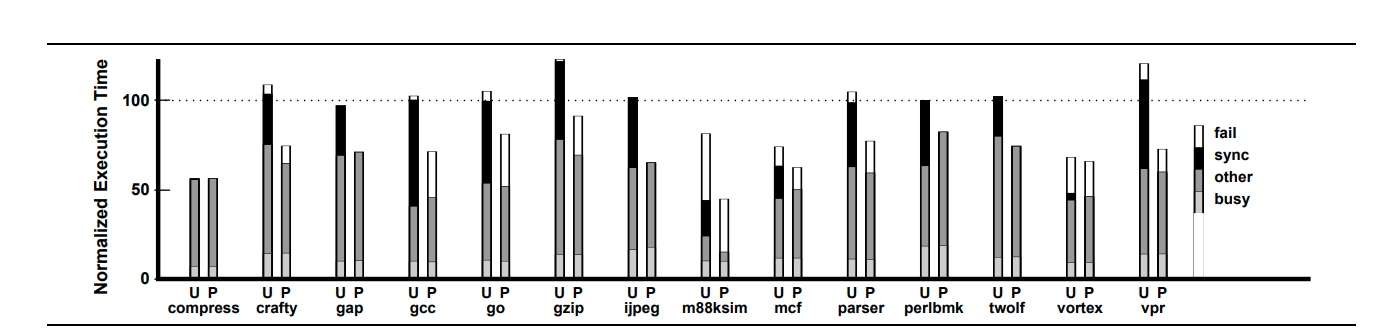 Normalized Execution Time
100
50
0
fail
sync
other
busy
U P U P U P U P U P U P U P U P U P U P U P U P U P U P
compress crafty gap gcc go gzip ijpeg m88ksim mcf parser perlbmk twolf vortex vpr